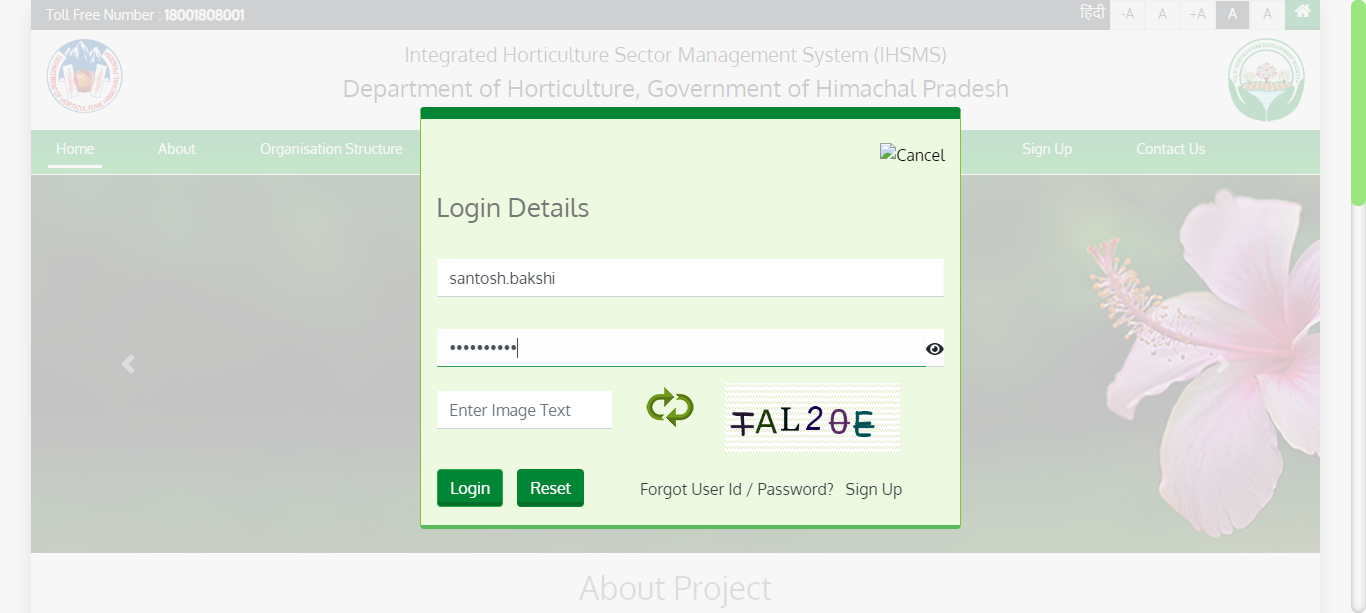 Toll Free Number : 18001808001
हिंदी -A A +A A A
Integrated Horticulture Sector Management System (IHSMS)
Department of Horticulture, Government of Himachal Pradesh
Home About Organisation Structure Sign Up Contact Us
Cancel
Login Details
santosh.bakshi
••••••••••
Enter Image Text
Login Reset Forgot User Id / Password? Sign Up
About Project